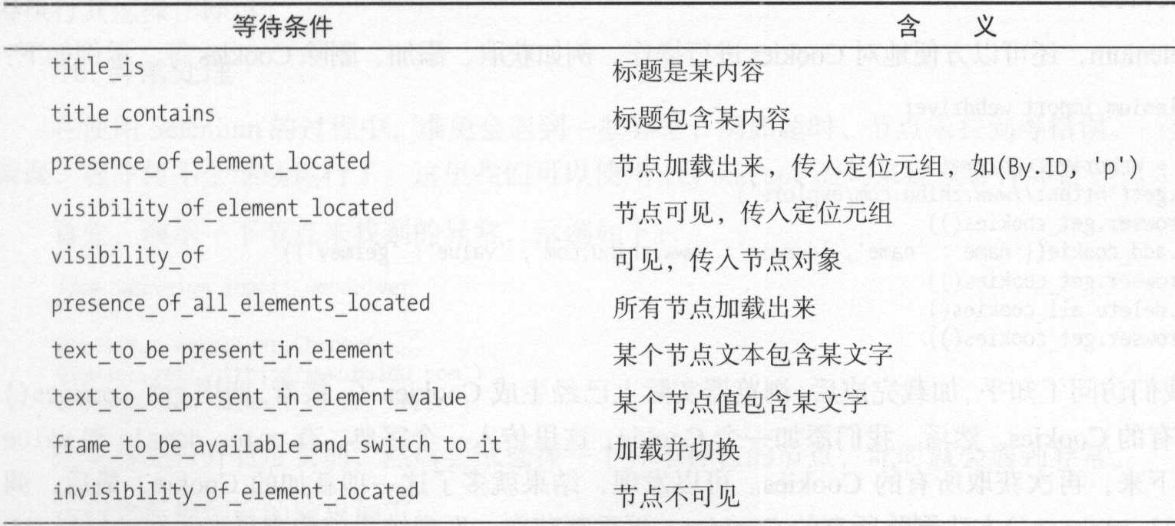 等待条件 含 义
title_is 标题是某内容
title_contains 标题包含某内容
presence_of_element_located 节点加载出来，传入定位元组，如(By.ID, 'p')
visibility_of_element_located 节点可见，传入定位元组
visibility_of 可见，传入节点对象
presence_of_all_elements_located 所有节点加载出来
text_to_be_present_in_element 某个节点文本包含某文字
text_to_be_present_in_element_value 某个节点值包含某文字
frame_to_be_available_and_switch_to_it 加载并切换
invisibility_of_element_located 节点不可见